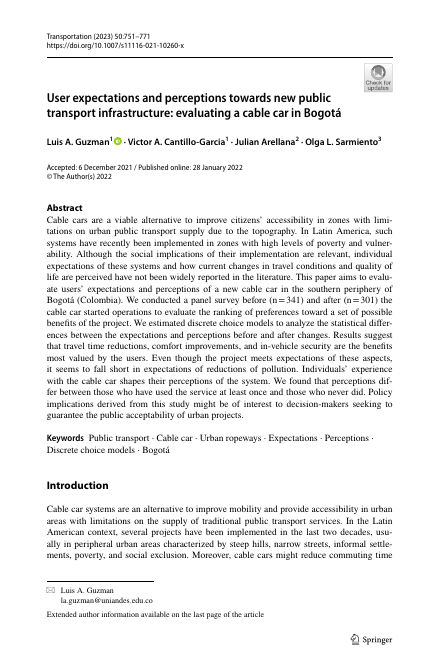 Transportation (2023) 50:751–771
https://doi.org/10.1007/s11116-021-10260-x
Check for
updates
User expectations and perceptions towards new public
transport infrastructure: evaluating a cable car in Bogotá
Luis A. Guzman1 · Victor A. Cantillo-Garcia1 · Julian Arellana2 · Olga L. Sarmiento3
Accepted: 6 December 2021 / Published online: 28 January 2022
© The Author(s) 2022
Abstract
Cable cars are a viable alternative to improve citizens' accessibility in zones with limi-
tations on urban public transport supply due to the topography. In Latin America, such
systems have recently been implemented in zones with high levels of poverty and vulner-
ability. Although the social implications of their implementation are relevant, individual
expectations of these systems and how current changes in travel conditions and quality of
life are perceived have not been widely reported in the literature. This paper aims to evalu-
ate users' expectations and perceptions of a new cable car in the southern periphery of
Bogotá (Colombia). We conducted a panel survey before (n=341) and after (n=301) the
cable car started operations to evaluate the ranking of preferences toward a set of possible
benefits of the project. We estimated discrete choice models to analyze the statistical differ-
ences between the expectations and perceptions before and after changes. Results suggest
that travel time reductions, comfort improvements, and in-vehicle security are the benefits
most valued by the users. Even though the project meets expectations of these aspects,
it seems to fall short in expectations of reductions of pollution. Individuals' experience
with the cable car shapes their perceptions of the system. We found that perceptions dif-
fer between those who have used the service at least once and those who never did. Policy
implications derived from this study might be of interest to decision-makers seeking to
guarantee the public acceptability of urban projects.
Keywords Public transport · Cable car · Urban ropeways · Expectations · Perceptions ·
Discrete choice models · Bogotá
Introduction
Cable car systems are an alternative to improve mobility and provide accessibility in urban
areas with limitations on the supply of traditional public transport services. In the Latin
American context, several projects have been implemented in the last two decades, usu-
ally in peripheral urban areas characterized by steep hills, narrow streets, informal settle-
ments, poverty, and social exclusion. Moreover, cable cars might reduce commuting time
Luis A. Guzman
la.guzman@uniandes.edu.co
Extended author information available on the last page of the article
Springer